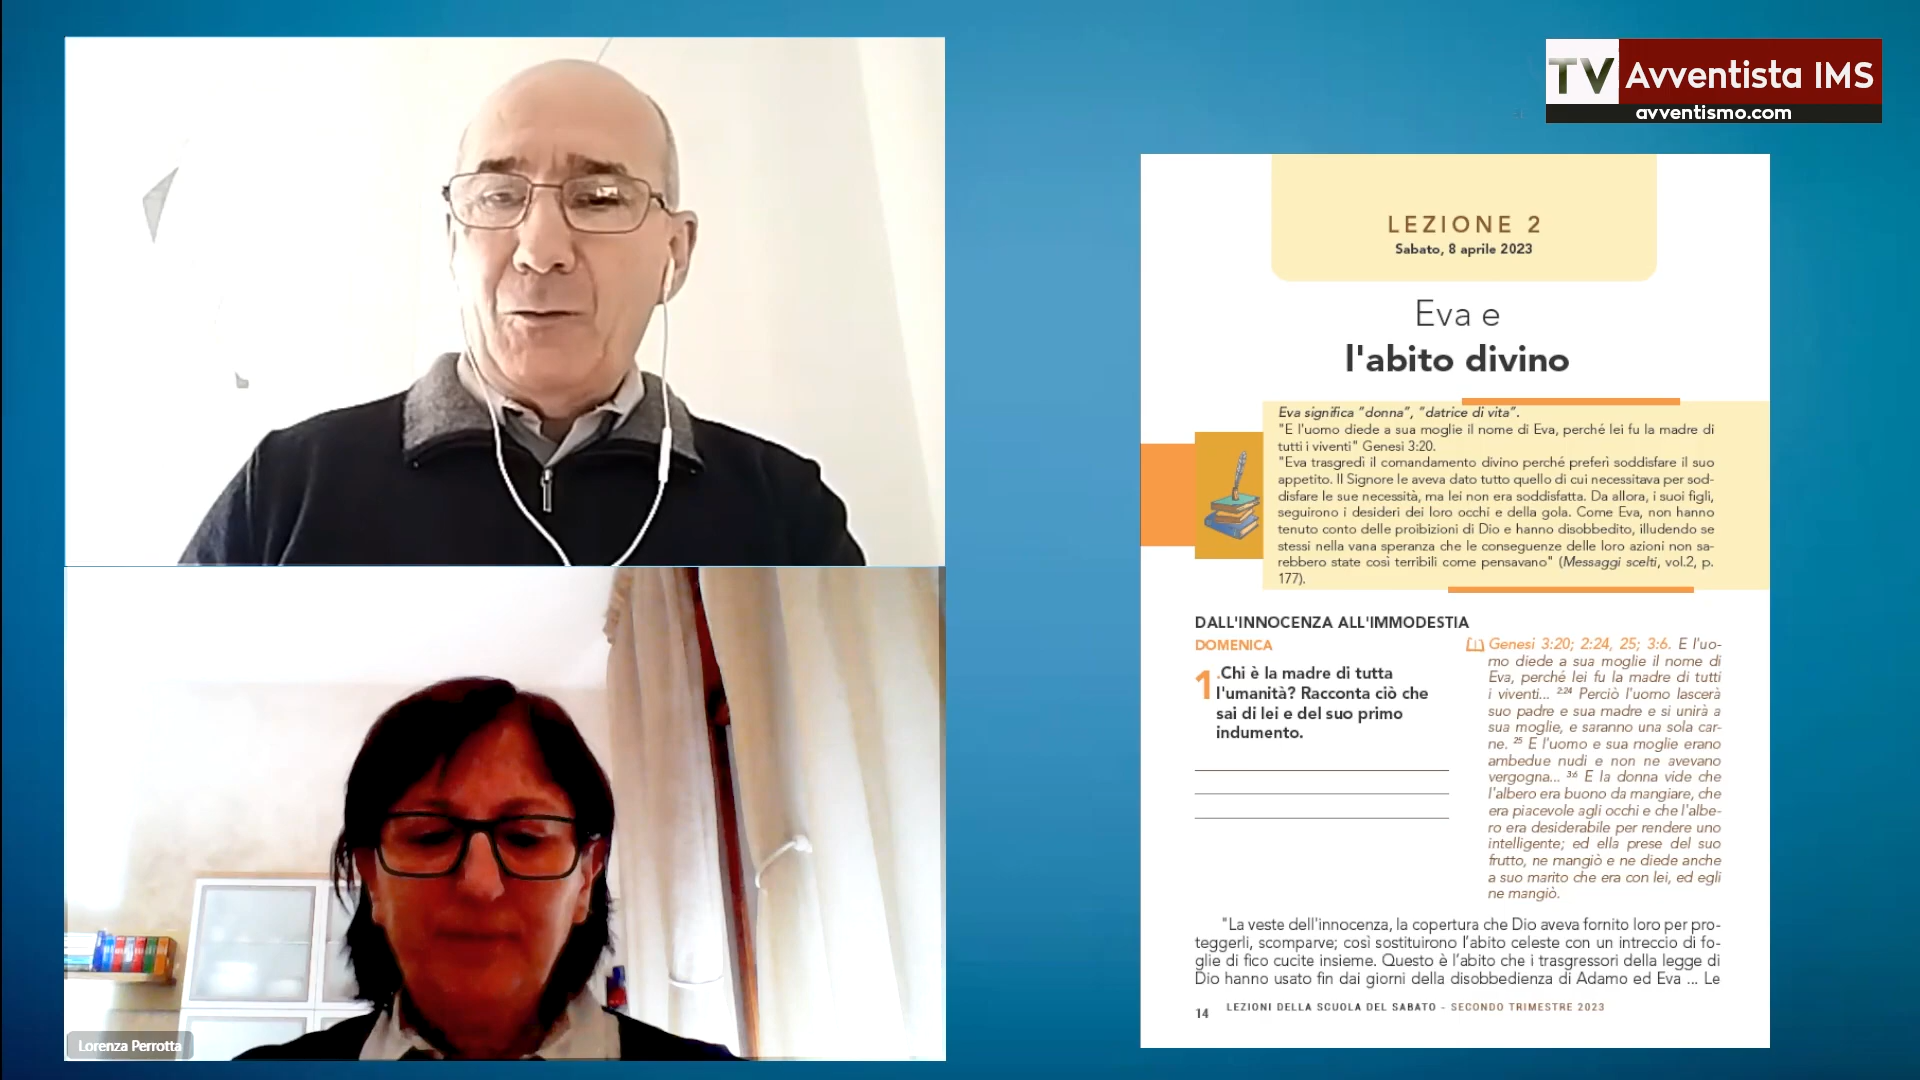 TV Avventista IMS
avventismo.com
LEZIONE 2
Sabato, 8 aprile 2023
Eva e
l'abito divino
Eva significa "donna", "datrice di vita".
"E l'uomo diede a sua moglie il nome di Eva, perché lei fu la madre di
tutti i viventi" Genesi 3:20.
"Eva trasgredì il comandamento divino perché preferì soddisfare il suo
appetito. Il Signore le aveva dato tutto quello di cui necessitava per sod-
disfare le sue necessità, ma lei non era soddisfatta. Da allora, i suoi figli,
seguirono i desideri dei loro occhi e della gola. Come Eva, non hanno
tenuto conto delle proibizioni di Dio e hanno disobbedito, illudendo se
stessi nella vana speranza che le conseguenze delle loro azioni non sa-
rebbero state così terribili come pensavano" (Messaggi scelti, vol.2, p.
177).
DALL'INNOCENZA ALL'IMMODESTIA
DOMENICA
1.Chi è la madre di tutta
l'umanità? Racconta ciò che
sai di lei e del suo primo
indumento.
Genesi 3:20; 2:24, 25; 3:6. E l'uo-
mo diede a sua moglie il nome di
Eva, perché lei fu la madre di tutti
i viventi... 2:24 Perciò l'uomo lascerà
suo padre e sua madre e si unirà a
sua moglie, e saranno una sola car-
ne. 25 E l'uomo e sua moglie erano
ambedue nudi e non ne avevano
vergogna... 3:6 E la donna vide che
l'albero era buono da mangiare, che
era piacevole agli occhi e che l'albe-
ro era desiderabile per rendere uno
intelligente; ed ella prese del suo
frutto, ne mangiò e ne diede anche
a suo marito che era con lei, ed egli
ne mangiò.
"La veste dell'innocenza, la copertura che Dio aveva fornito loro per pro-
teggerli, scomparve; così sostituirono l'abito celeste con un intreccio di fo-
glie di fico cucite insieme. Questo è l'abito che i trasgressori della legge di
Dio hanno usato fin dai giorni della disobbedienza di Adamo ed Eva ... Le
14 LEZIONI DELLA SCUOLA DEL SABATO - SECONDO TRIMESTRE 2023
Lorenza Perrotta